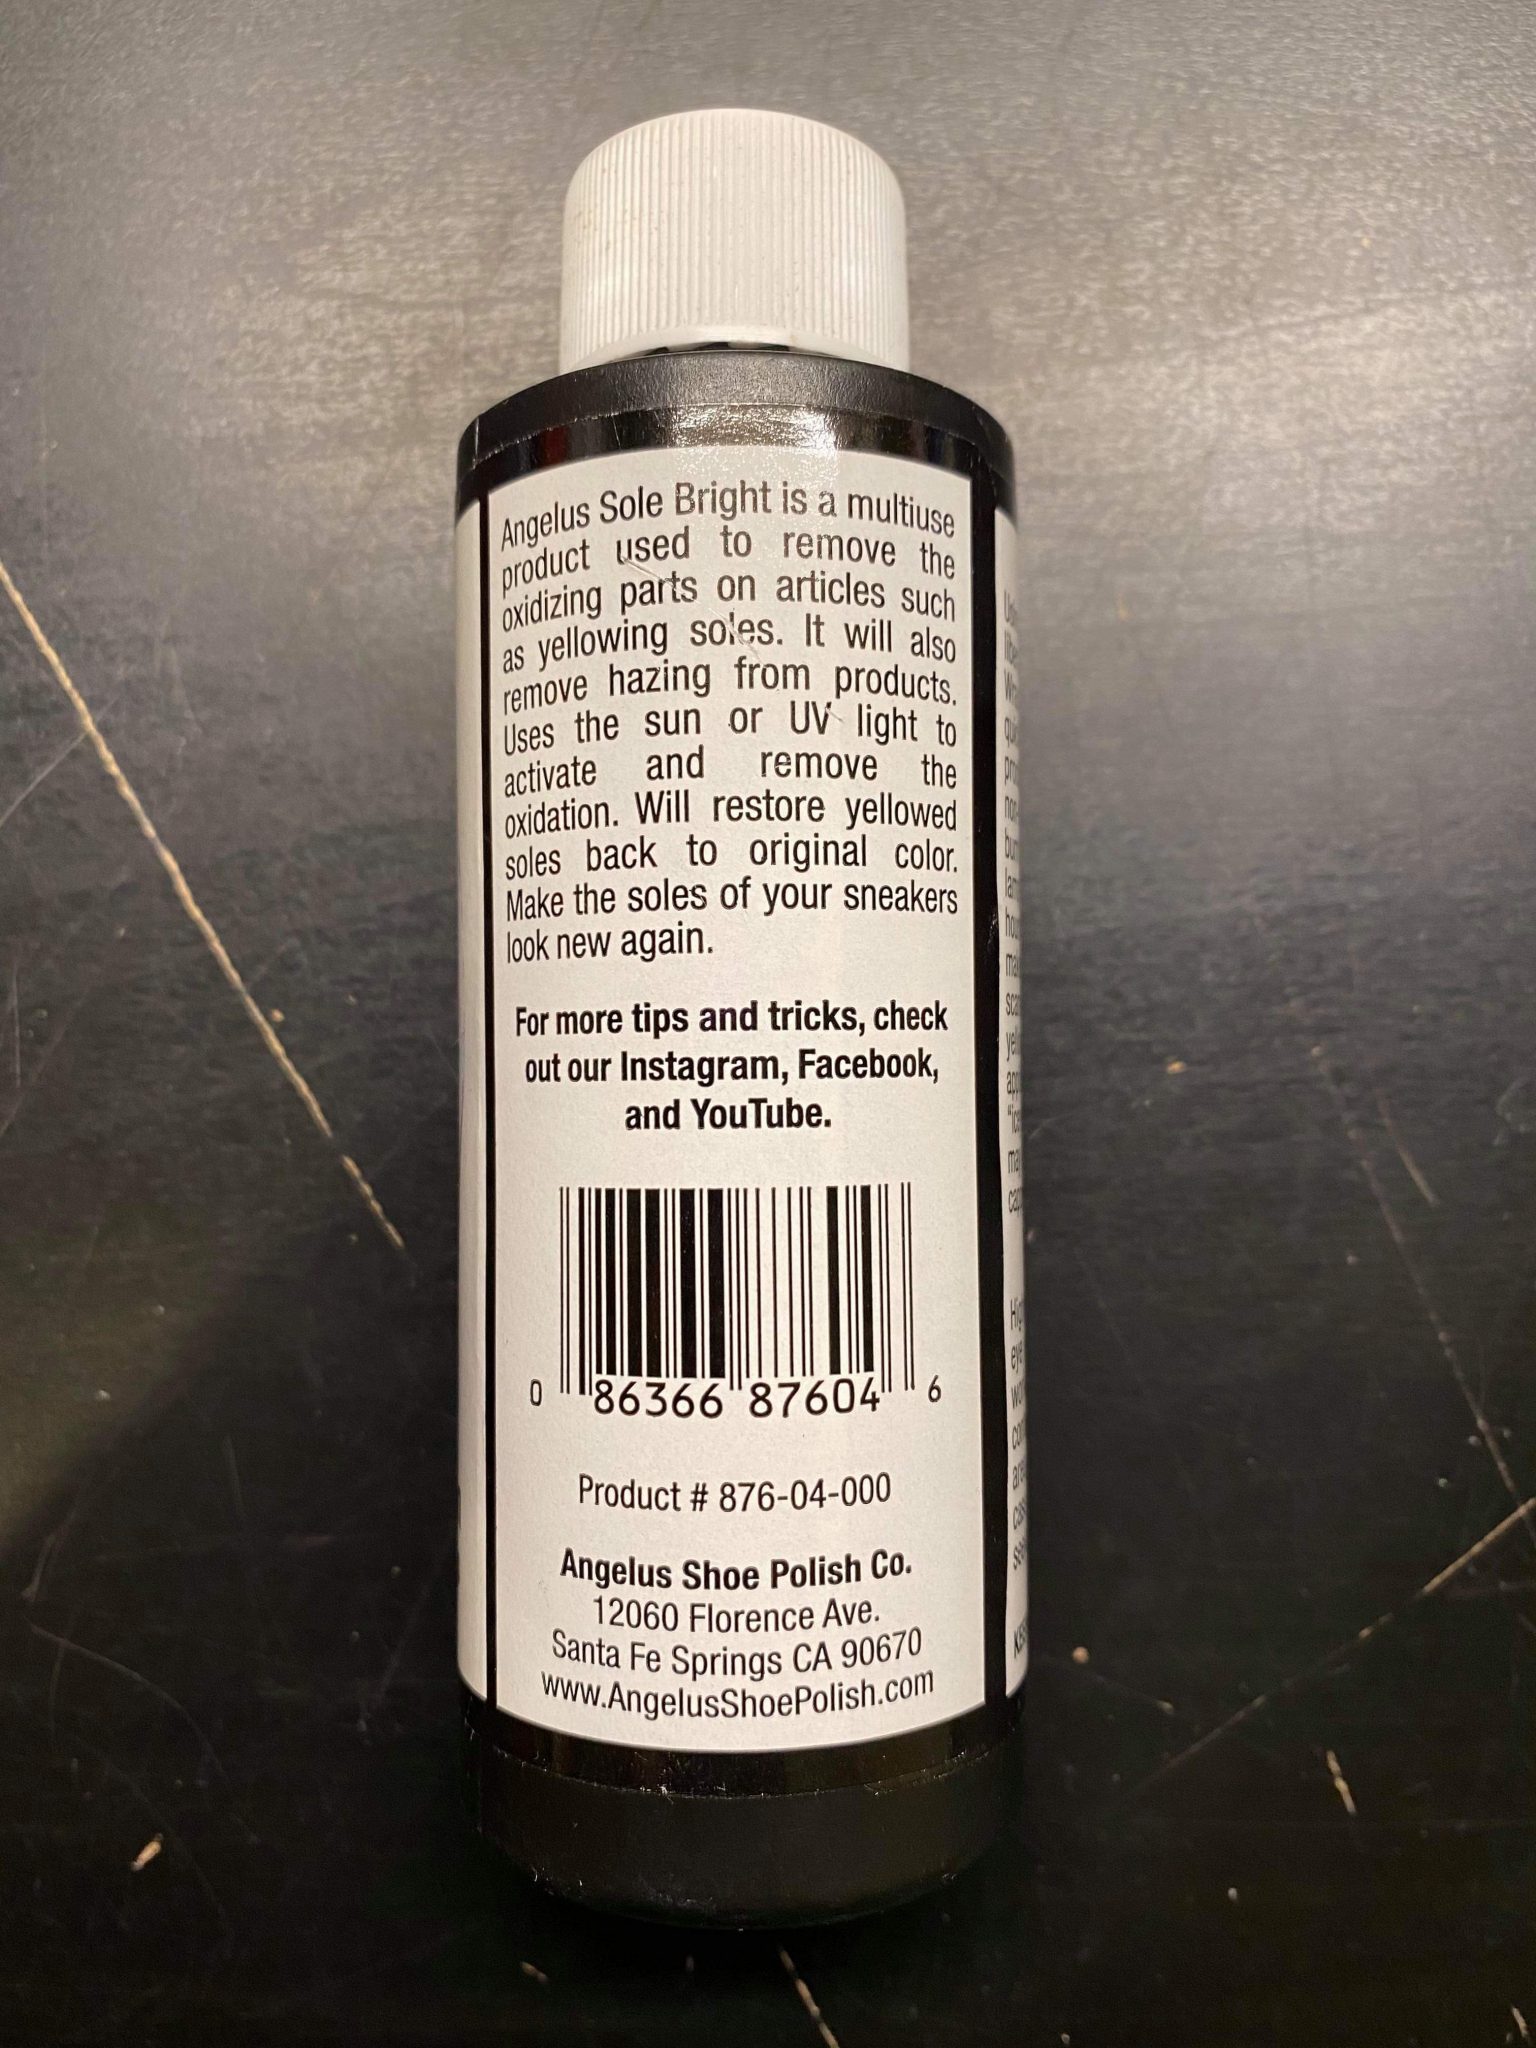 Angelus Sole Bright is a multiuse
product used to remove the
oxidizing parts on articles such
as yellowing soles. It will also
remove hazing from products.
Uses the sun or UV light to
activate and remove the
oxidation. Will restore yellowed
soles back to original color.
Make the soles of your sneakers
look new again.
For more tips and tricks, check
out our Instagram, Facebook,
and YouTube.
0 86366 87604 6
Product # 876-04-000
Angelus Shoe Polish Co.
12060 Florence Ave.
Santa Fe Springs CA 90670
www.AngelusShoePolish.com